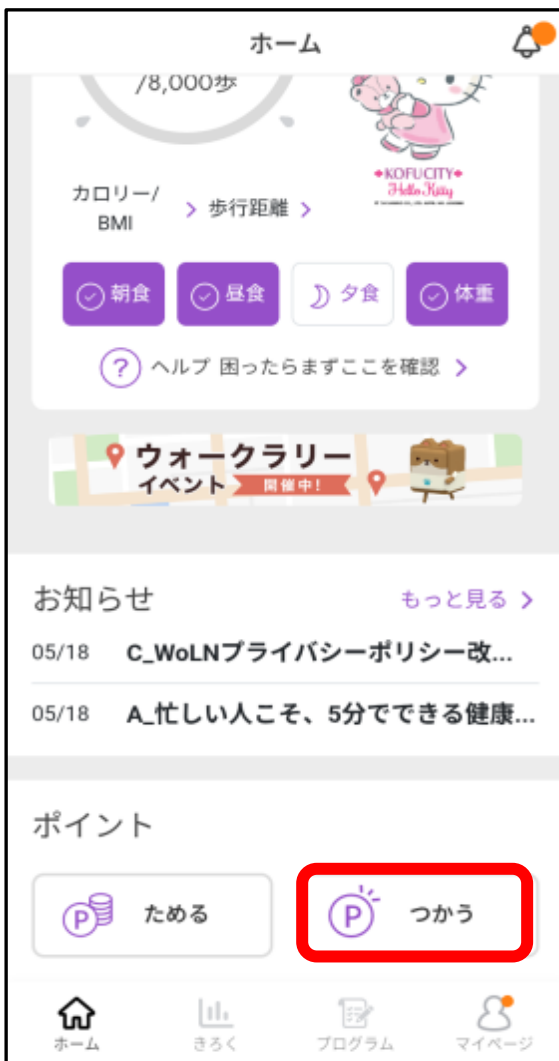 ホーム
/8,000歩
KOFU CITY
Hello Kitty
カロリー/
BMI
歩行距離
朝食
昼食
夕食
体重
? ヘルプ 困ったらまずここを確認
ウォークラリー
イベント 開催中!
お知らせ
もっと見る
05/18 C_WoLNプライバシーポリシー改...
05/18 A_忙しい人こそ、5分でできる健康...
ポイント
P ためる
P つかう
ホーム
きろく
プログラム
マイページ